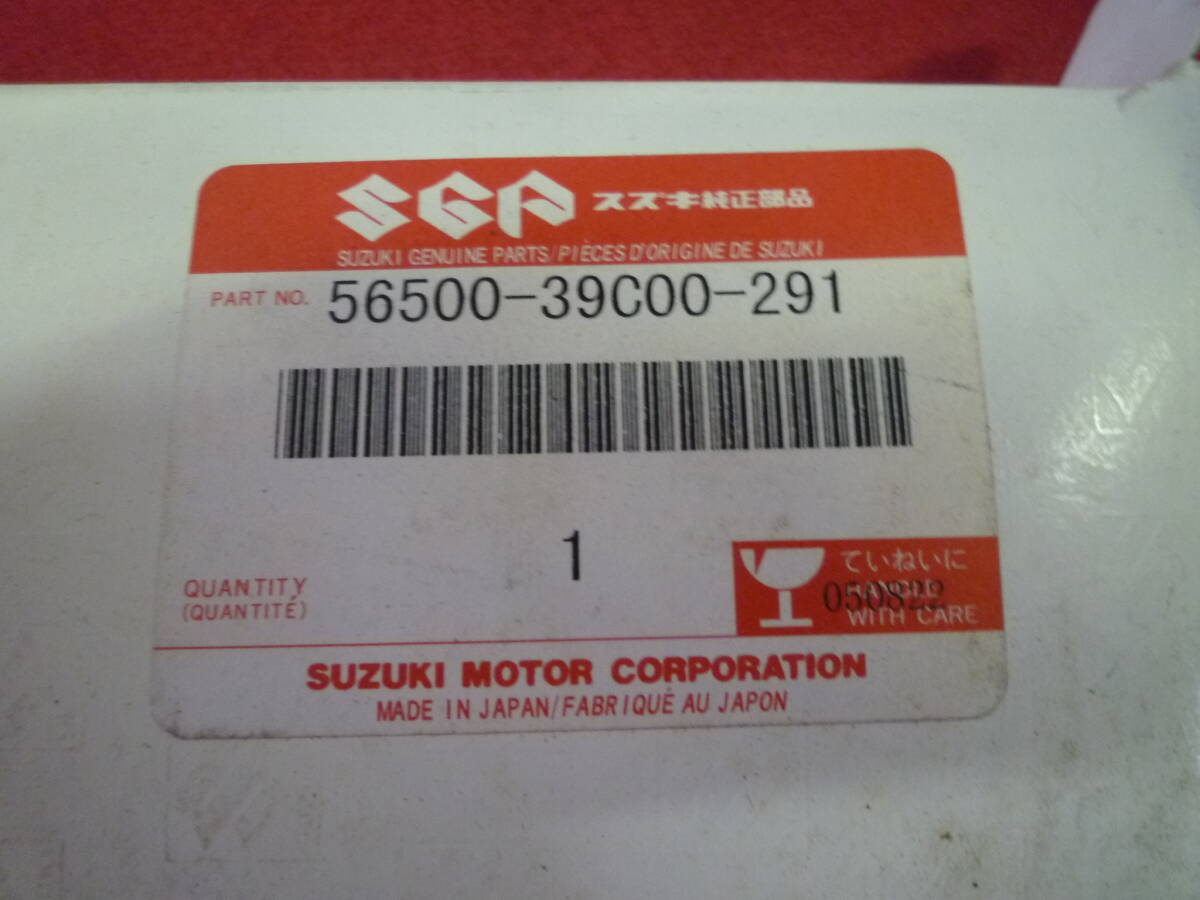 SGP スズキ純正部品
SUZUKI GENUINE PARTS/PIÈCES D'ORIGINE DE SUZUKI
PART NO. 56500-39C00-291
1
QUANTITY
(QUANTITÉ)
ていねいに
HANDLE
050822
WITH CARE
SUZUKI MOTOR CORPORATION
MADE IN JAPAN/FABRIQUÉ AU JAPON